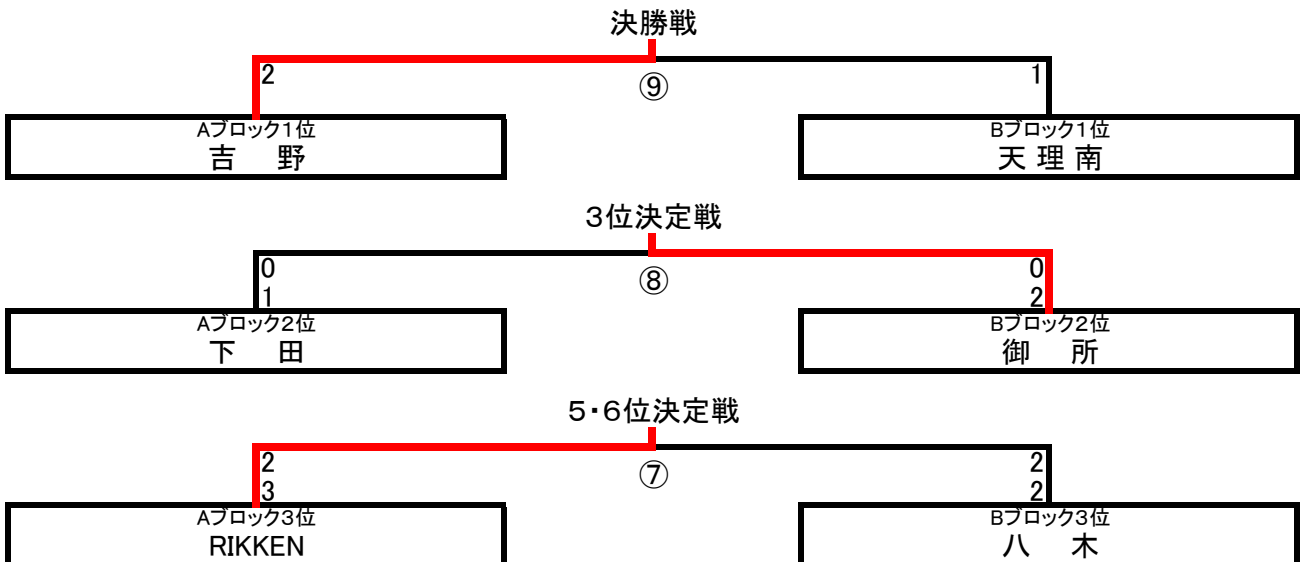 決勝戦
2 ⑨ 1
Aブロック1位 Bブロック1位
吉 野 天 理 南
3位決定戦
0 ⑧ 0
1 2
Aブロック2位 Bブロック2位
下 田 御 所
5・6位決定戦
2 ⑦ 2
3 2
Aブロック3位 Bブロック3位
RIKKEN 八 木